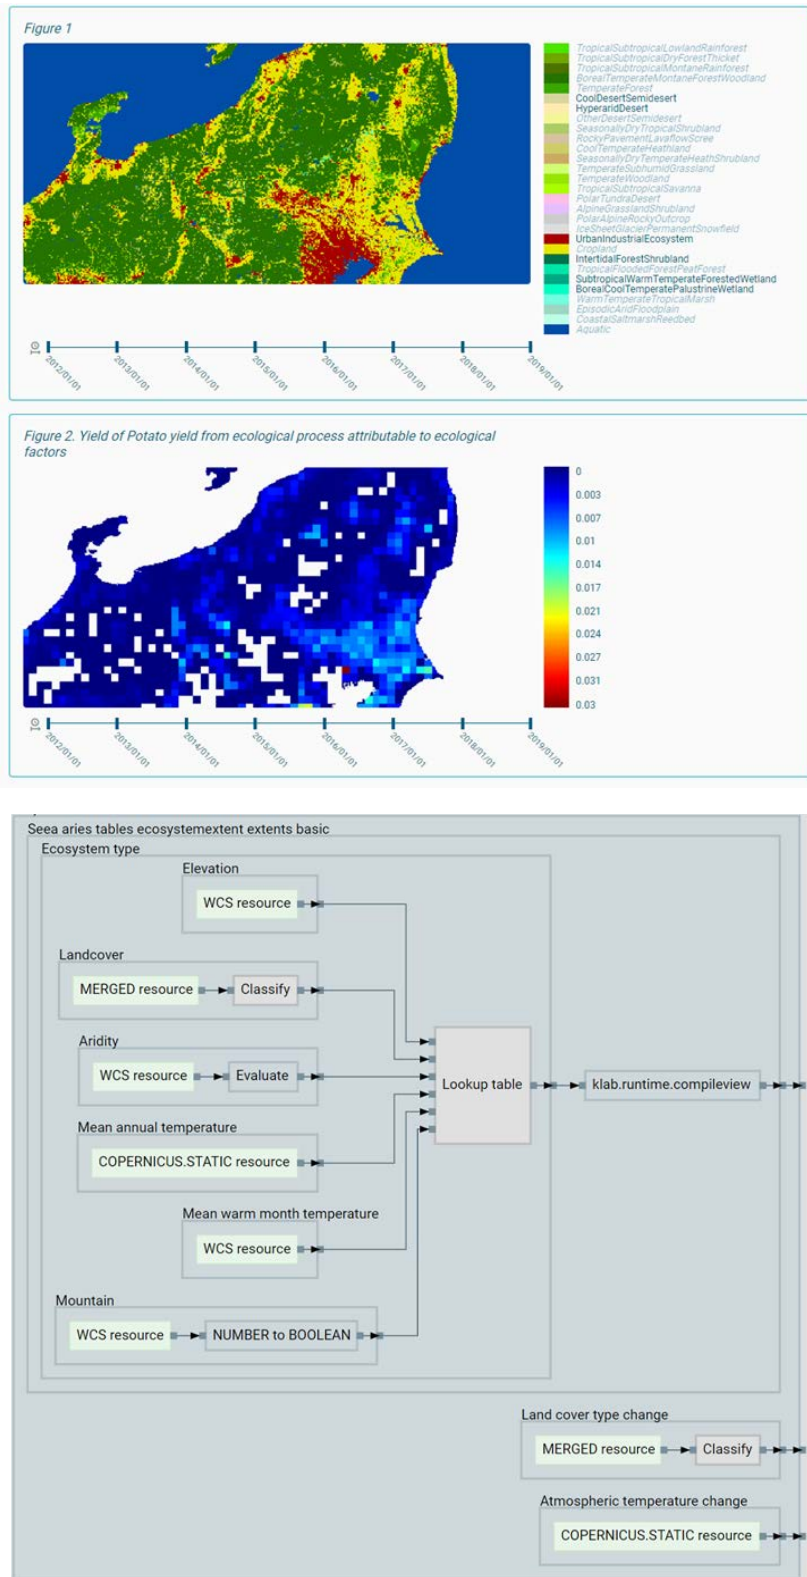 Figure 1
TropicalSubtropicalLowlandRainforest
TropicalSubtropicalDryForestThicket
TropicalSubtropicalMontaneRainforest
BorealTemperateMontaneForestWoodland
TemperateForest
CoolDesertSemidesert
HyperaridDesert
OtherDesertSemidesert
SeasonallyDryTropicalShrubland
RockyPavementLavaflowScree
CoolTemperateHeathland
SeasonallyDryTemperateHeathShrubland
TemperateSubhumidGrassland
TemperateWoodland
TropicalSubtropicalSavanna
PolarTundraDesert
AlpineGrasslandShrubland
PolarAlpineRockyOutcrop
IceSheetGlacierPermanentSnowfield
UrbanIndustrialEcosystem
Cropland
IntertidalForestShrubland
TropicalFloodedForestPeatForest
SubtropicalWarmTemperateForestedWetland
BorealCoolTemperatePalustrineWetland
WarmTemperateTropicalMarsh
EpisodicAridFloodplain
CoastalSaltmarshReedbed
Aquatic
2012/01/01
2013/01/01
2014/01/01
2015/01/01
2016/01/01
2017/01/01
2018/01/01
2019/01/01
Figure 2. Yield of Potato yield from ecological process attributable to ecological
factors
0
0.003
0.007
0.01
0.014
0.017
0.021
0.024
0.027
0.031
0.03
2012/01/01
2013/01/01
2014/01/01
2015/01/01
2016/01/01
2017/01/01
2018/01/01
2019/01/01
Seea aries tables ecosystemextent extents basic
Ecosystem type
Elevation
WCS resource
Landcover
MERGED resource
Classify
Aridity
WCS resource
Evaluate
Lookup table
klab.runtime.compileview
Mean annual temperature
COPERNICUS.STATIC resource
Mean warm month temperature
WCS resource
Mountain
WCS resource
NUMBER to BOOLEAN
Land cover type change
MERGED resource
Classify
Atmospheric temperature change
COPERNICUS.STATIC resource